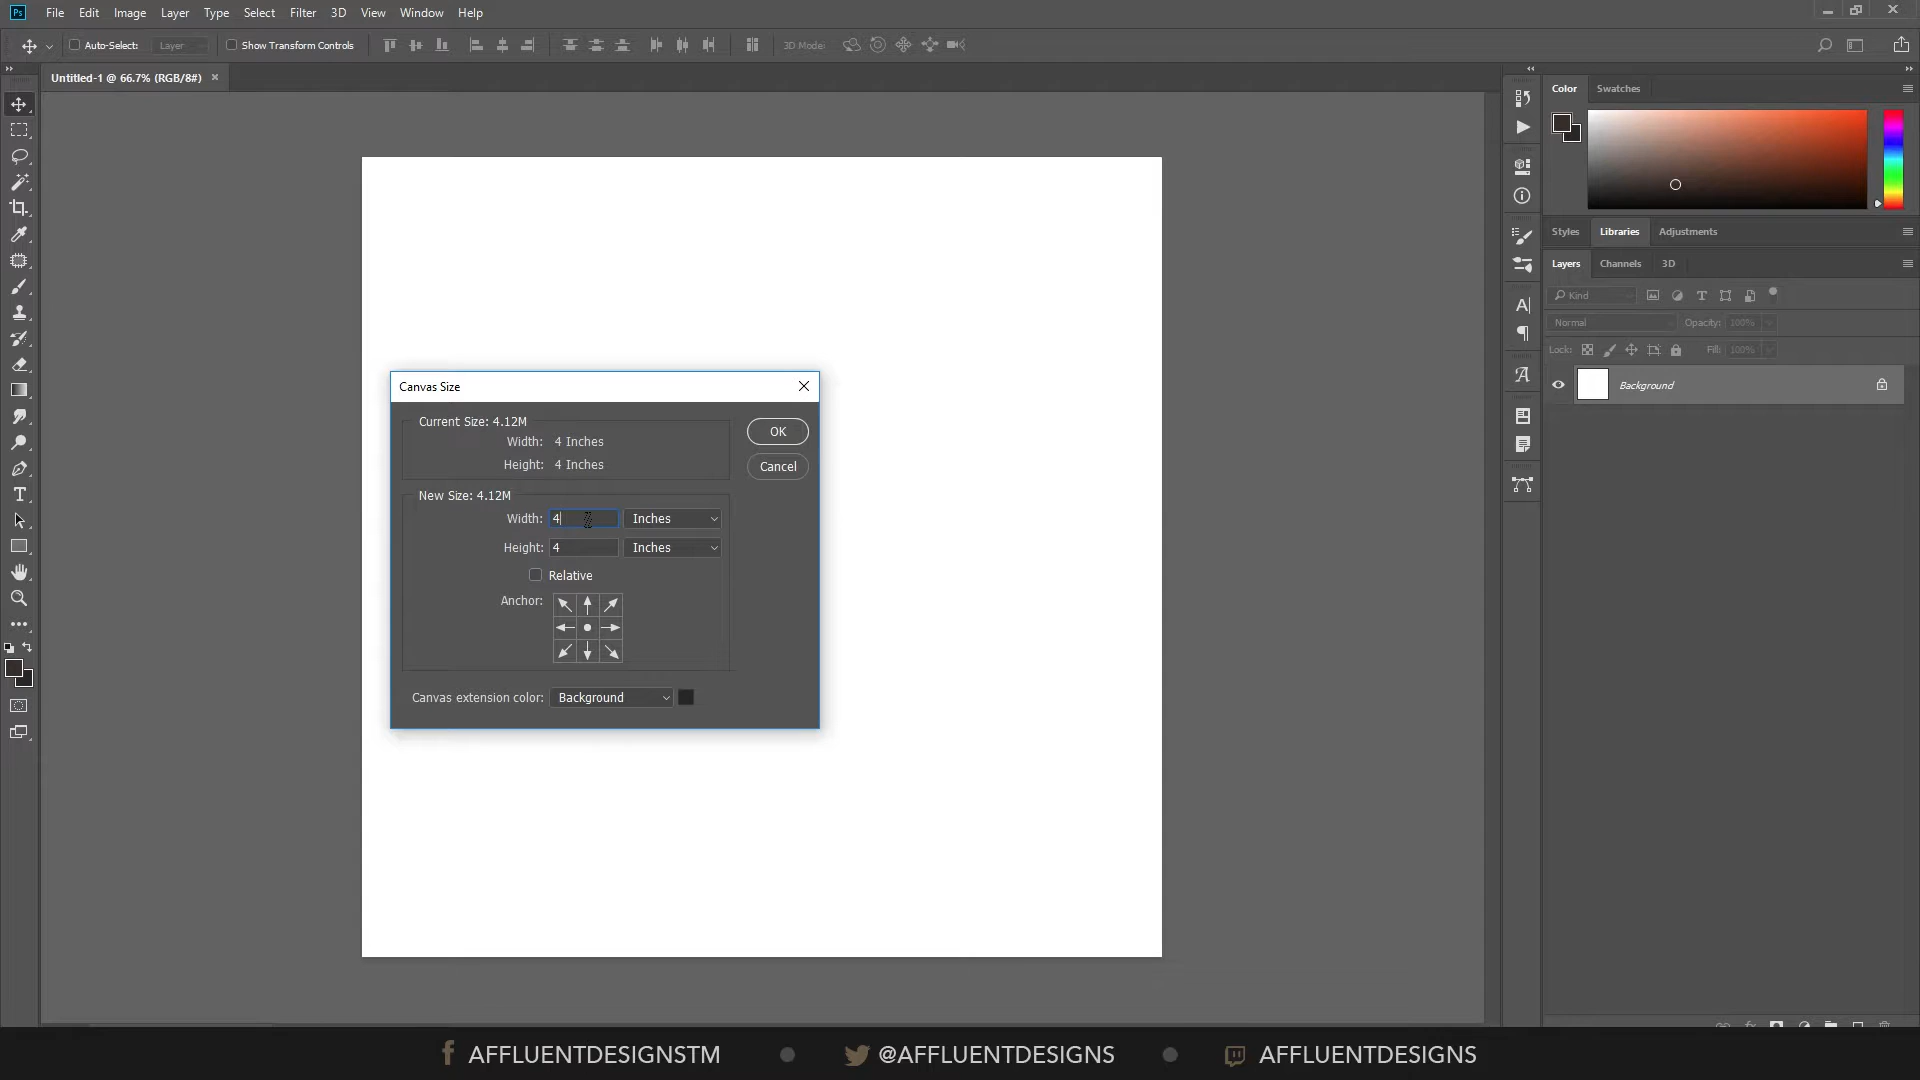 Ps File Edit Image Layer Type Select Filter 3D View Window Help
Auto-Select: Layer Show Transform Controls 3D Mode:
Untitled-1 @ 66.7% (RGB/8#)
Color Swatches
Styles Libraries Adjustments
Layers Channels 3D
Kind
Normal Opacity: 100%
Lock: Fill: 100%
Background
Canvas Size
Current Size: 4.12M
Width: 4 Inches
Height: 4 Inches
OK
Cancel
New Size: 4.12M
Width: 4 Inches
Height: 4 Inches
Relative
Anchor:
Canvas extension color: Background
AFFLUENTDESIGNSTM @AFFLUENTDESIGNS AFFLUENTDESIGNS